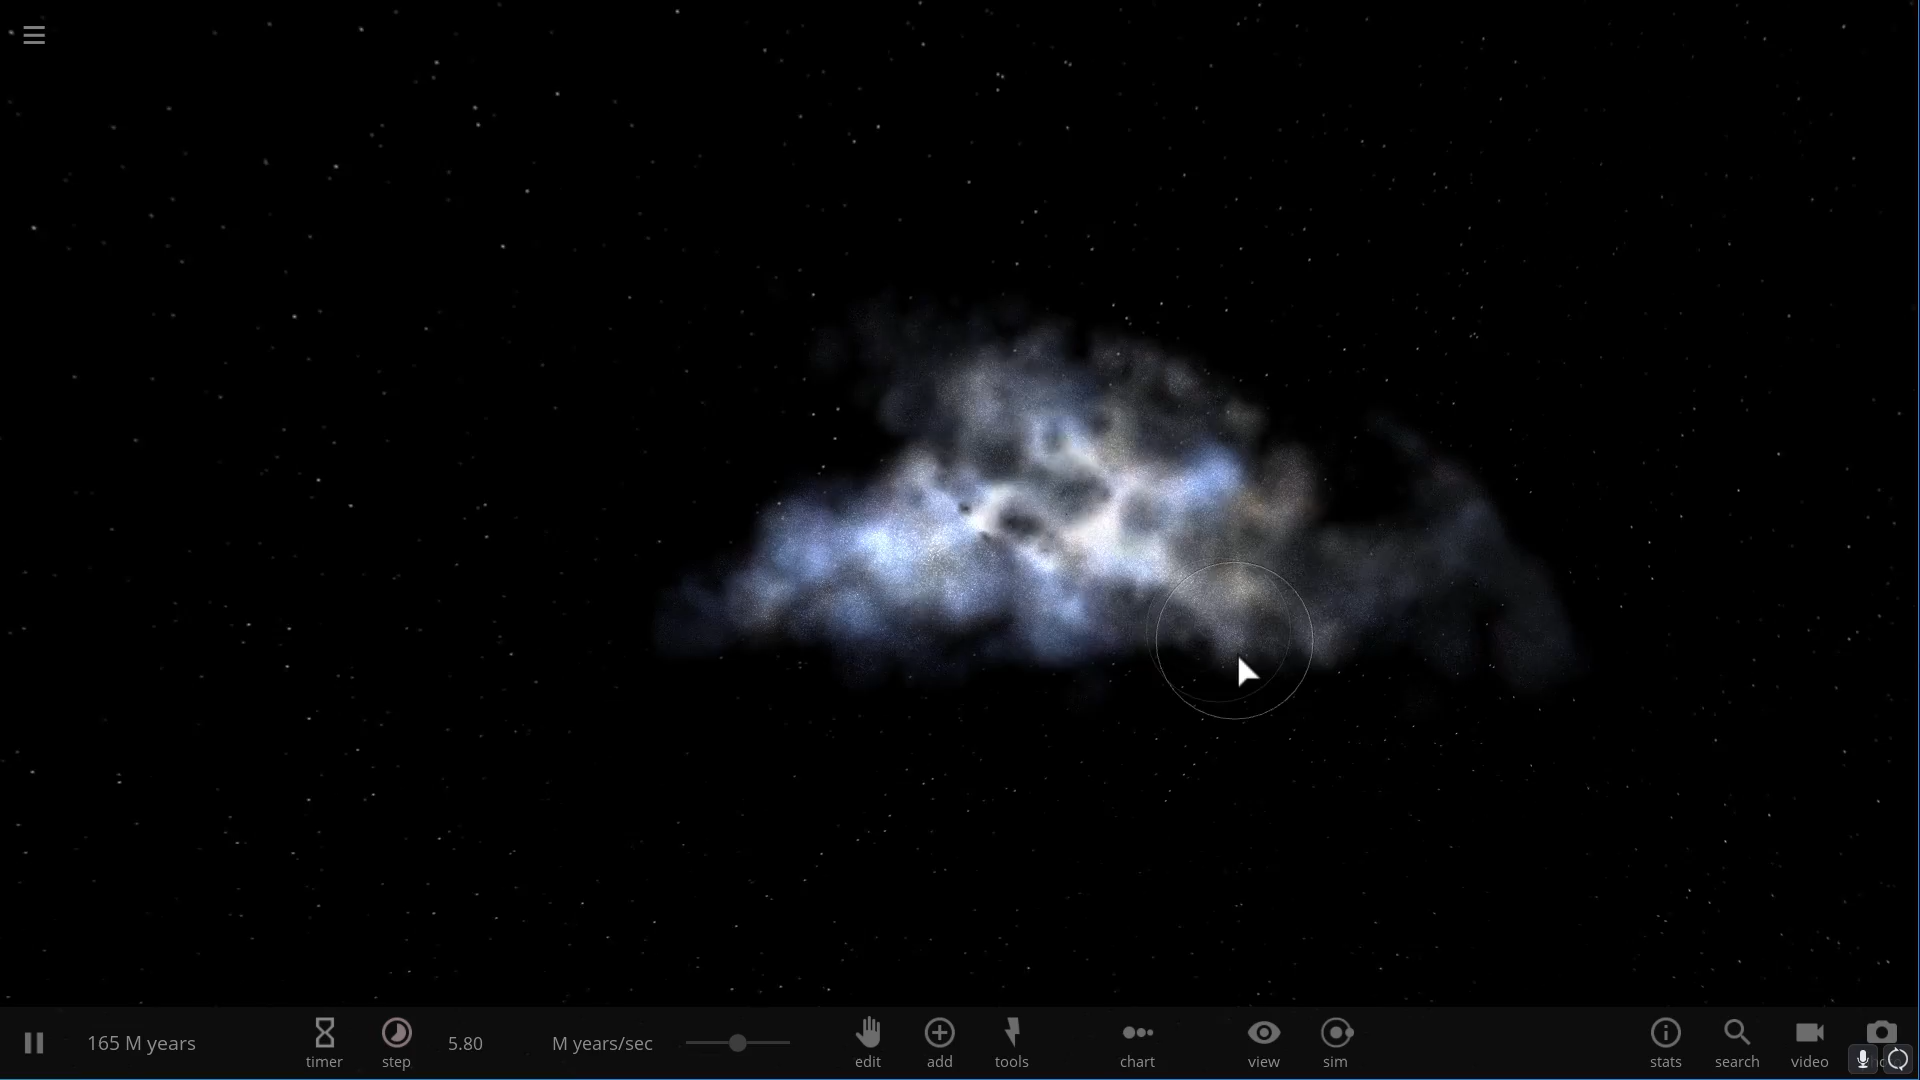 165 M years
timer
step
5.80
M years/sec
edit
add
tools
chart
view
sim
stats
search
video